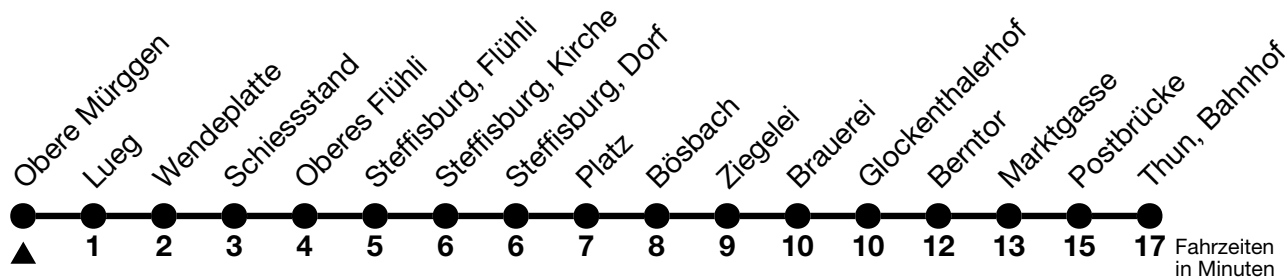 Obere Mürggen
Lueg
Wendeplatte
Schiessstand
Oberes Flühli
Steffisburg, Flühli
Steffisburg, Kirche
Steffisburg, Dorf
Platz
Bösbach
Ziegelei
Brauerei
Glockenthalerhof
Berntor
Marktgasse
Postbrücke
Thun, Bahnhof
1 2 3 4 5 6 6 7 8 9 10 10 12 13 15 17 Fahrzeiten
in Minuten